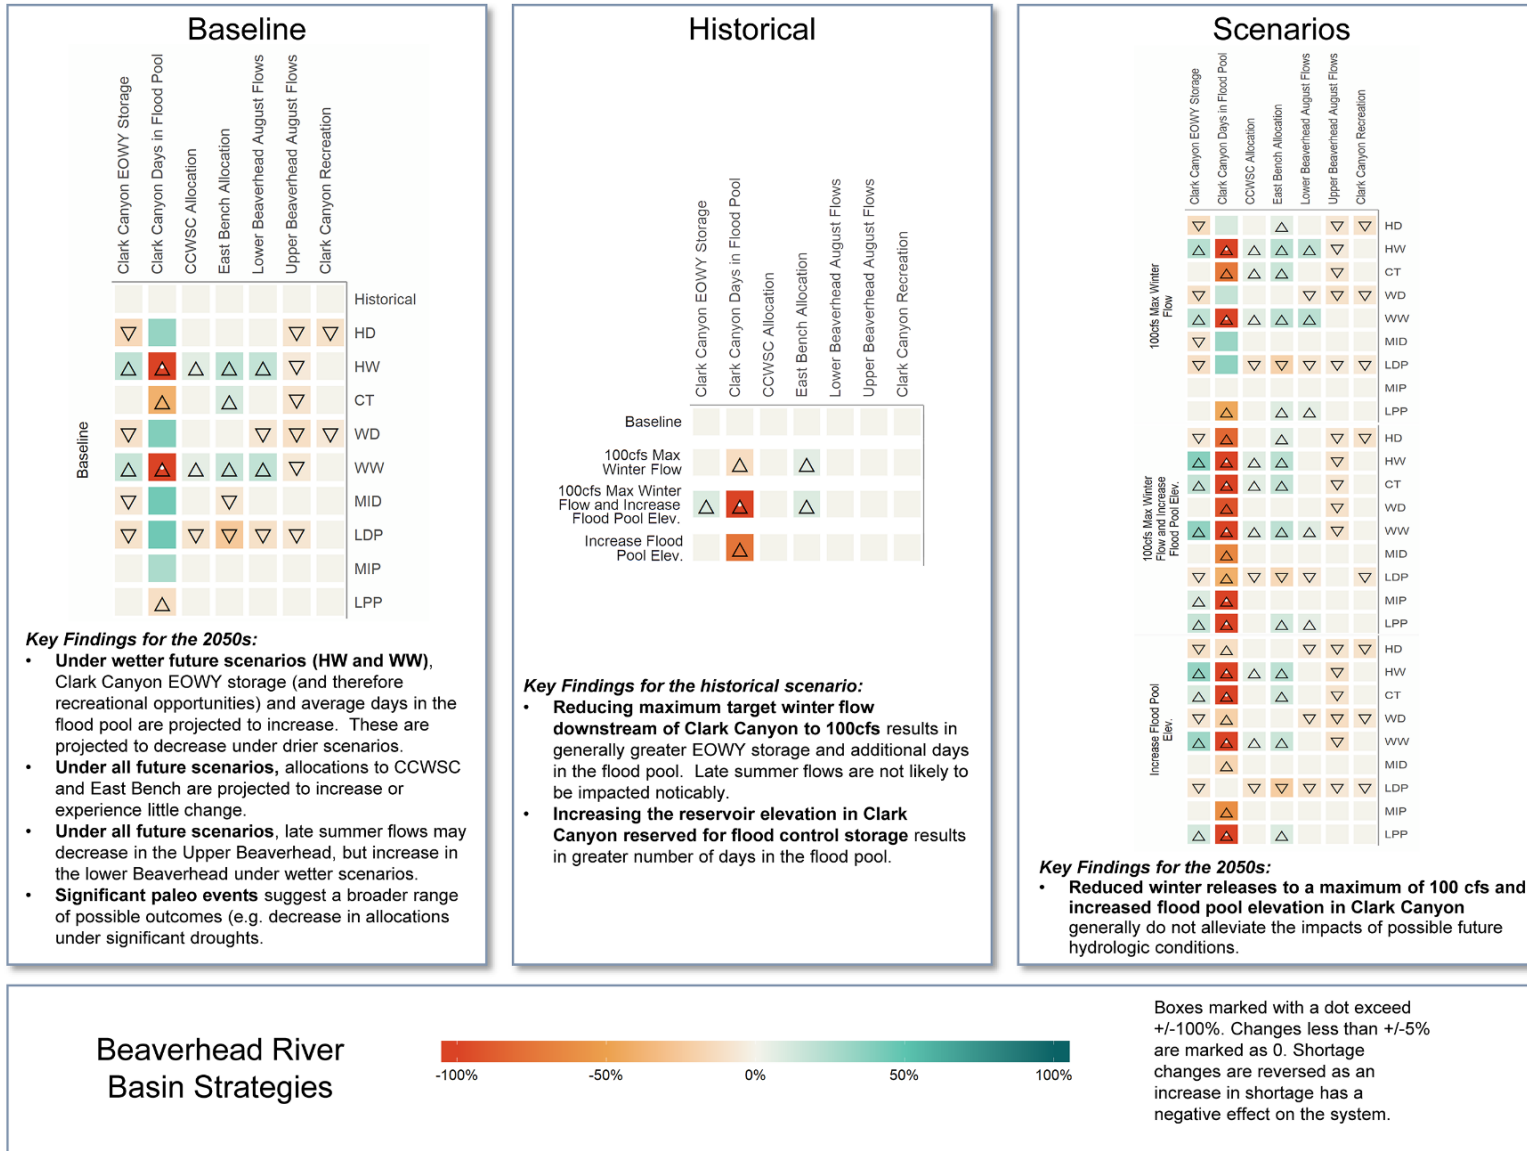 Baseline
Clark Canyon EOWY Storage
Clark Canyon Days in Flood Pool
CCWSC Allocation
East Bench Allocation
Lower Beaverhead August Flows
Upper Beaverhead August Flows
Clark Canyon Recreation
Baseline
Historical
HD
HW
CT
WD
WW
MID
LDP
MIP
LPP
Key Findings for the 2050s:
• Under wetter future scenarios (HW and WW),
Clark Canyon EOWY storage (and therefore
recreational opportunities) and average days in the
flood pool are projected to increase. These are
projected to decrease under drier scenarios.
• Under all future scenarios, allocations to CCWSC
and East Bench are projected to increase or
experience little change.
• Under all future scenarios, late summer flows may
decrease in the Upper Beaverhead, but increase in
the lower Beaverhead under wetter scenarios.
• Significant paleo events suggest a broader range
of possible outcomes (e.g. decrease in allocations
under significant droughts.
Historical
Clark Canyon EOWY Storage
Clark Canyon Days in Flood Pool
CCWSC Allocation
East Bench Allocation
Lower Beaverhead August Flows
Upper Beaverhead August Flows
Clark Canyon Recreation
Baseline
100cfs Max
Winter Flow
100cfs Max Winter
Flow and Increase
Flood Pool Elev.
Increase Flood
Pool Elev.
Key Findings for the historical scenario:
• Reducing maximum target winter flow
downstream of Clark Canyon to 100cfs results in
generally greater EOWY storage and additional days
in the flood pool. Late summer flows are not likely to
be impacted noticably.
• Increasing the reservoir elevation in Clark
Canyon reserved for flood control storage results
in greater number of days in the flood pool.
Scenarios
Clark Canyon EOWY Storage
Clark Canyon Days in Flood Pool
CCWSC Allocation
East Bench Allocation
Lower Beaverhead August Flows
Upper Beaverhead August Flows
Clark Canyon Recreation
100cfs Max Winter
Flow
HD
HW
CT
WD
WW
MID
LDP
MIP
LPP
100cfs Max Winter
Flow and Increase
Flood Pool Elev.
HD
HW
CT
WD
WW
MID
LDP
MIP
LPP
Increase Flood Pool
Elev.
HD
HW
CT
WD
WW
MID
LDP
MIP
LPP
Key Findings for the 2050s:
• Reduced winter releases to a maximum of 100 cfs and
increased flood pool elevation in Clark Canyon
generally do not alleviate the impacts of possible future
hydrologic conditions.
Beaverhead River
Basin Strategies
-100%
-50%
0%
50%
100%
Boxes marked with a dot exceed
+/-100%. Changes less than +/-5%
are marked as 0. Shortage
changes are reversed as an
increase in shortage has a
negative effect on the system.